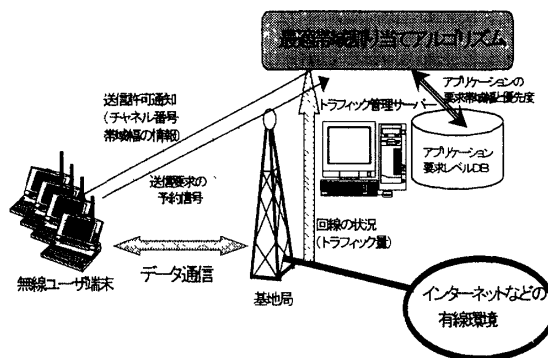 最適帯域割り当てアルゴリズム
送信許可通知
(チャネル番号
帯域幅の情報)
アプリケーションの
要求帯域幅と優先度
トラフィック管理サーバー
アプリケーション
要求レベルDB
送信要求の
予約信号
回線の状況
(トラフィック量)
データ通信
無線ユーザ端末
基地局
インターネットなどの
有線環境